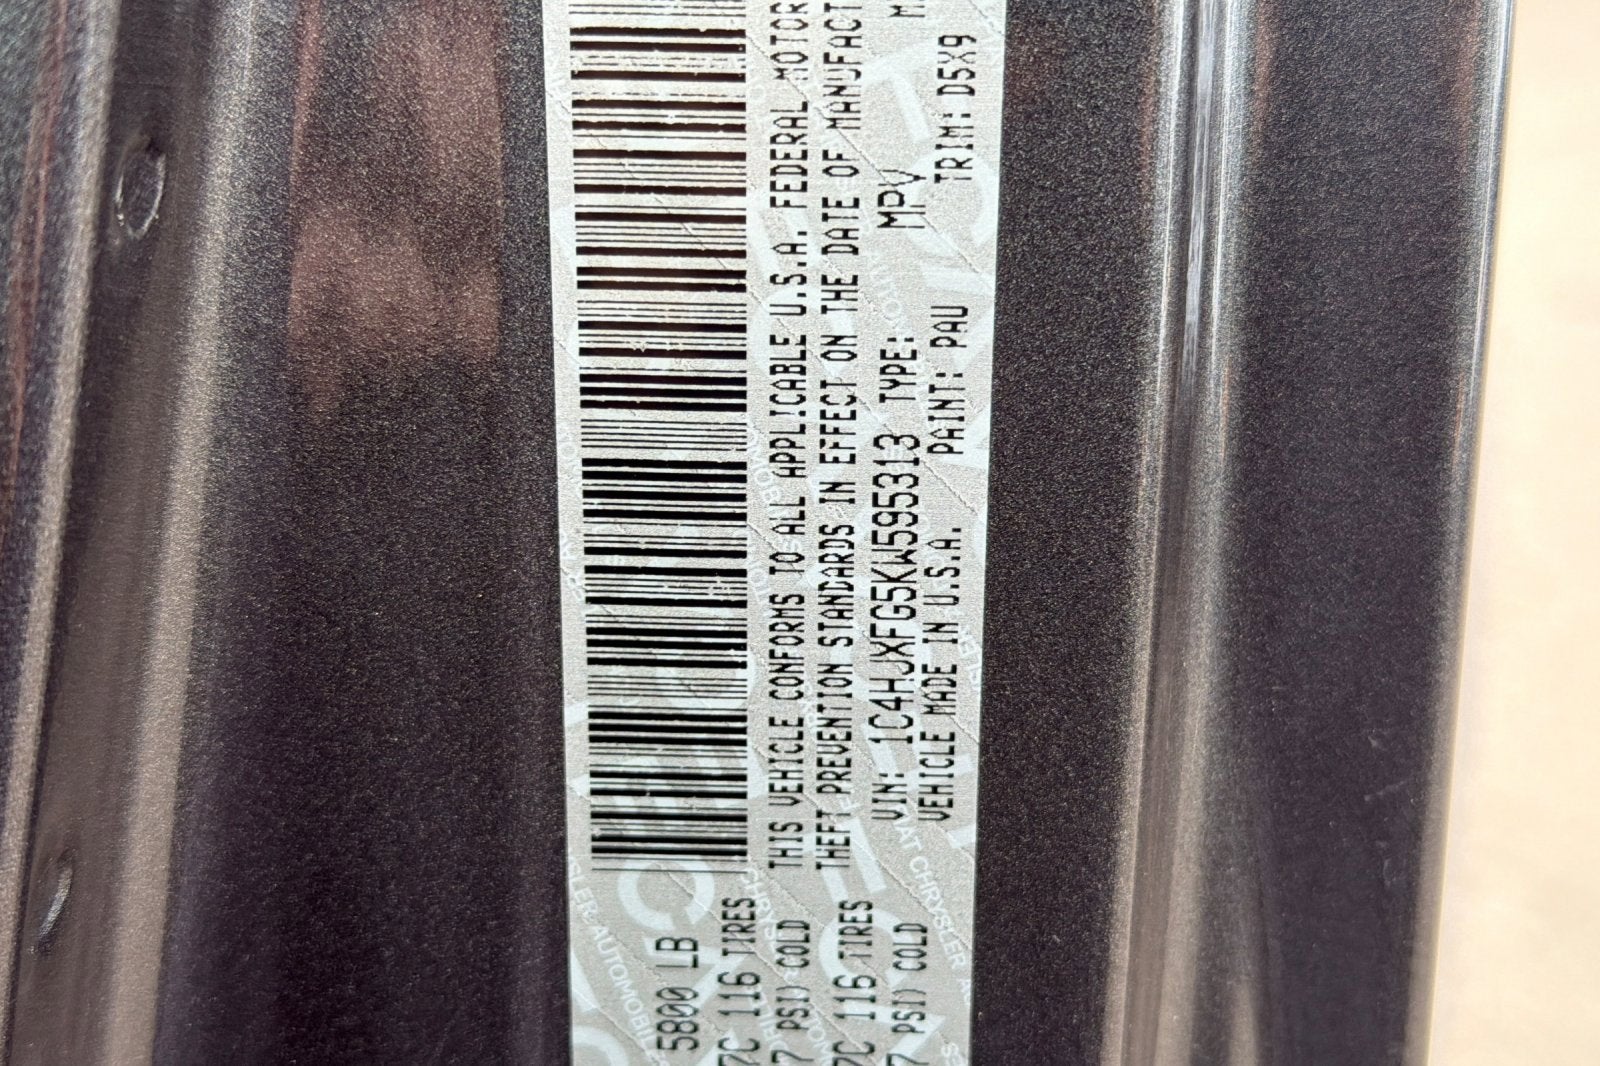 5800 LB
7C 116 TIRES
7 PSI) COLD
7C 116 TIRES
7 PSI) COLD
THIS VEHICLE CONFORMS TO ALL APPLICABLE U.S.A. FEDERAL MOTOR
THEFT PREVENTION STANDARDS IN EFFECT ON THE DATE OF MANUFACT
VIN: 1C4HJXFG5KW595313 TYPE: MPV
VEHICLE MADE IN U.S.A. PAINT: PAU TRIM: D5X9